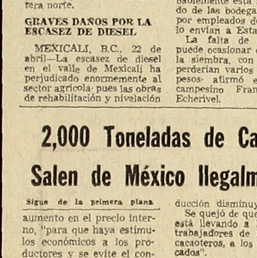 tera norte.
GRAVES DAÑOS POR LA
ESCASEZ DE DIESEL
MEXICALI, B.C., 22 de
abril—La escasez de diesel
en el valle de Mexicali ha
perjudicado enormemente al
sector agrícola pues las obras
de rehabilitación y nivelación
do de las bodega
por empleados d
lo envían a Esta
La falta de
puede ocasionar
la siembra, con
perderían varios
pesos, afirmó e
campesino Fran
Echerivel.
2,000 Toneladas de Ca
Salen de México Ilegalm
Sigue de la primera plana
aumento en el precio inter-
no, "para que haya estímu-
los económicos a los pro-
ductores y se evite el con-
ducción disminuy
Se quejó de que
está llevando a
trabajadores de
cacaoteros, a los
cados".